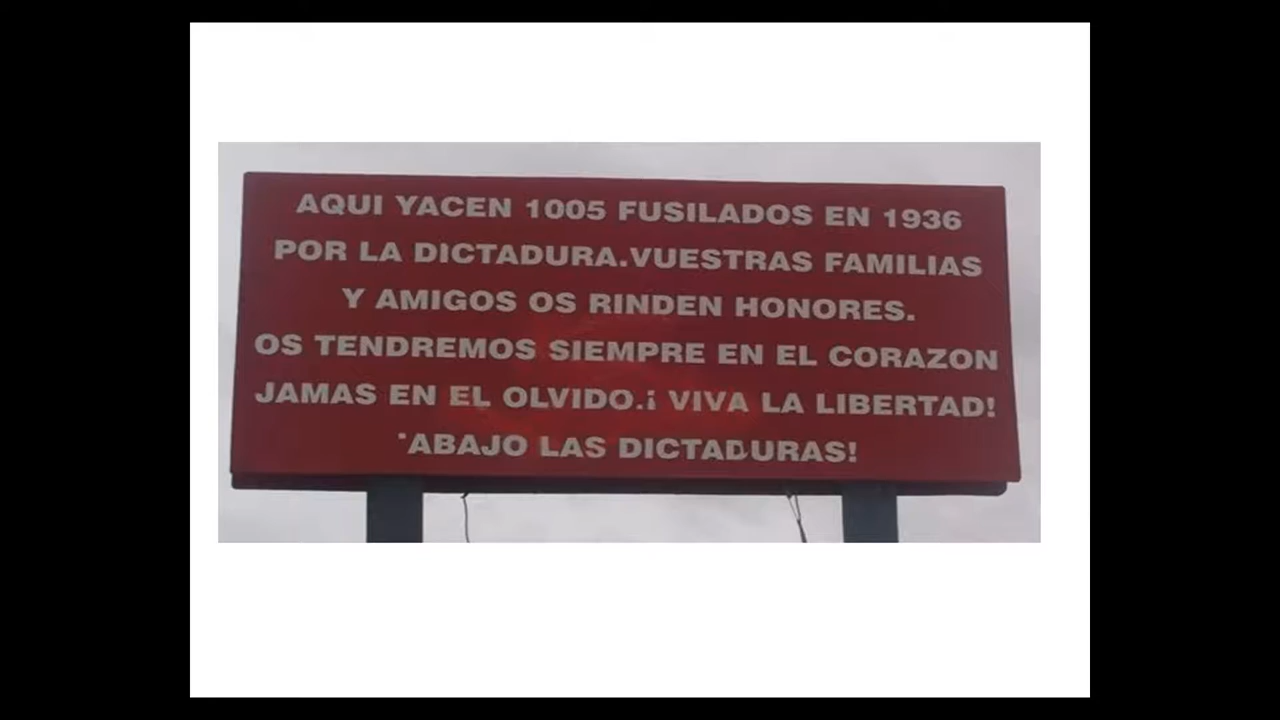 AQUI YACEN 1005 FUSILADOS EN 1936
POR LA DICTADURA.VUESTRAS FAMILIAS
Y AMIGOS OS RINDEN HONORES.
OS TENDREMOS SIEMPRE EN EL CORAZON
JAMAS EN EL OLVIDO.¡ VIVA LA LIBERTAD!
'ABAJO LAS DICTADURAS!